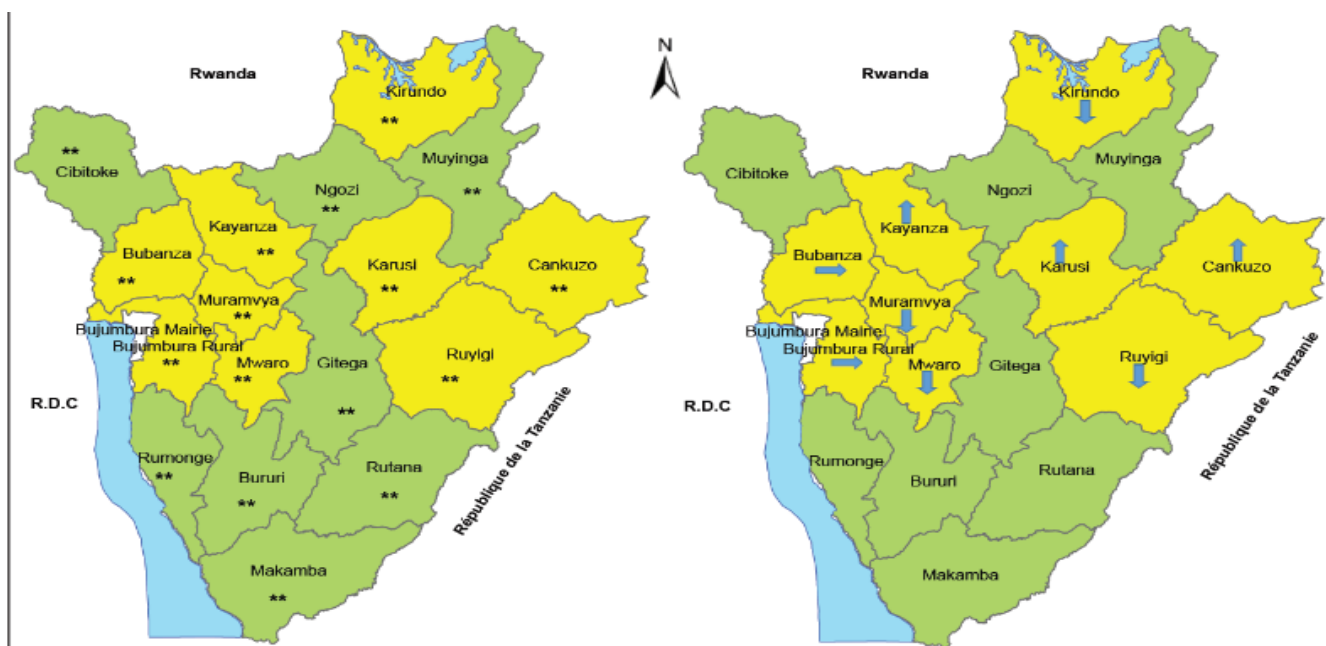 Rwanda
Kirundo
**
Muyinga
**
**
Cibitoke
Ngozi
**
Kayanza
**
Bubanza
**
Karusi
**
Cankuzo
**
Muramvya
**
Bujumbura Mairie
Bujumbura Rural
**
Mwaro
**
Gitega
**
Ruyigi
**
R.D.C
République de la Tanzanie
Rumonge
**
Bururi
**
Rutana
**
Makamba
**
N
Rwanda
Kirundo
Muyinga
Cibitoke
Ngozi
Kayanza
Bubanza
Karusi
Cankuzo
Muramvya
Bujumbura Mairie
Bujumbura Rural
Mwaro
Gitega
Ruyigi
R.D.C
République de la Tanzanie
Rumonge
Bururi
Rutana
Makamba